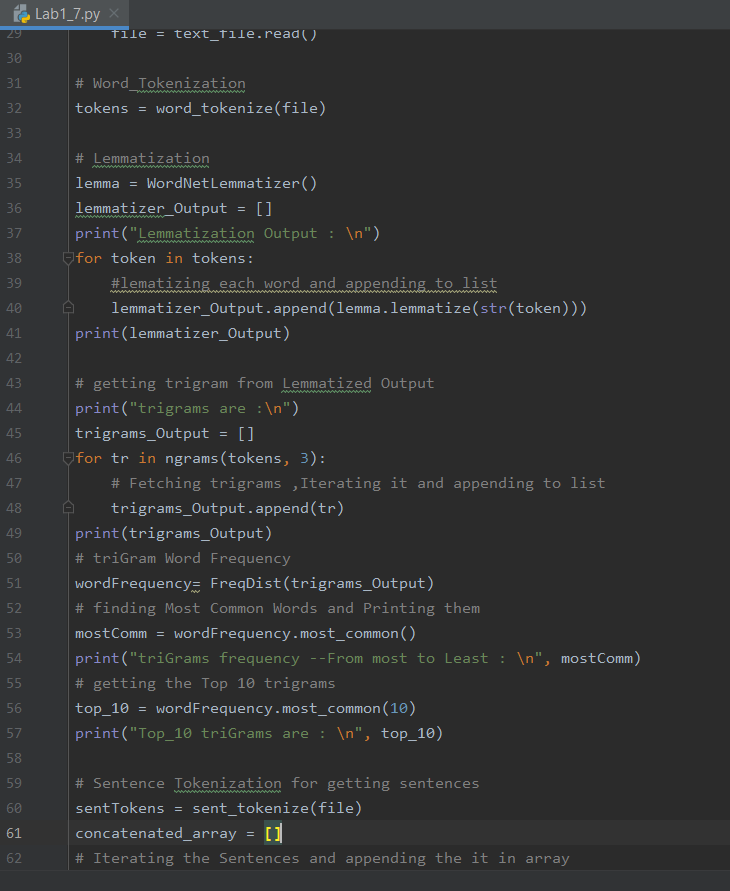 Lab1_7.py
29 file = text_file.read()
30
31 # Word_Tokenization
32 tokens = word_tokenize(file)
33
34 # Lemmatization
35 lemma = WordNetLemmatizer()
36 lemmatizer_Output = []
37 print("Lemmatization Output : \n")
38 for token in tokens:
39 #lematizing each word and appending to list
40 lemmatizer_Output.append(lemma.lemmatize(str(token)))
41 print(lemmatizer_Output)
42
43 # getting trigram from Lemmatized Output
44 print("trigrams are :\n")
45 trigrams_Output = []
46 for tr in ngrams(tokens, 3):
47 # Fetching trigrams ,Iterating it and appending to list
48 trigrams_Output.append(tr)
49 print(trigrams_Output)
50 # triGram Word Frequency
51 wordFrequency= FreqDist(trigrams_Output)
52 # finding Most Common Words and Printing them
53 mostComm = wordFrequency.most_common()
54 print("triGrams frequency --From most to Least : \n", mostComm)
55 # getting the Top 10 trigrams
56 top_10 = wordFrequency.most_common(10)
57 print("Top_10 triGrams are : \n", top_10)
58
59 # Sentence Tokenization for getting sentences
60 sentTokens = sent_tokenize(file)
61 concatenated_array = []
62 # Iterating the Sentences and appending the it in array